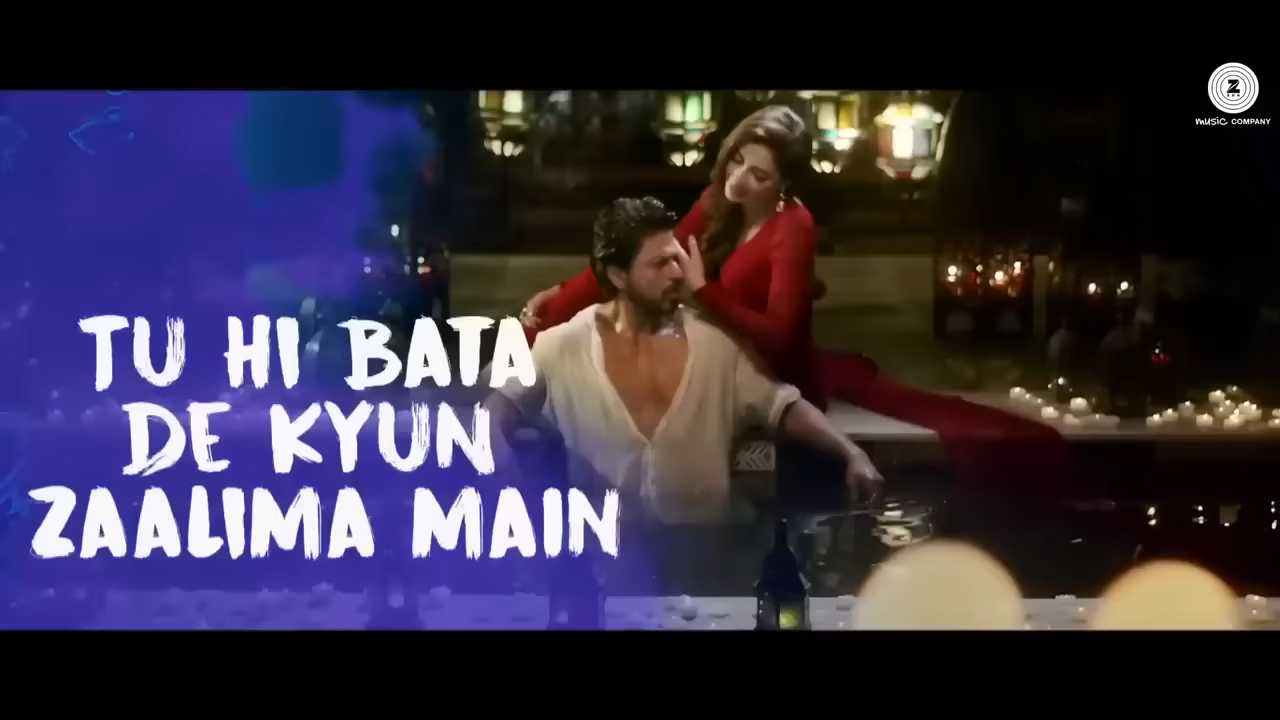 Z
music COMPANY
TU HI BATA
DE KYUN
ZAALIMA MAIN